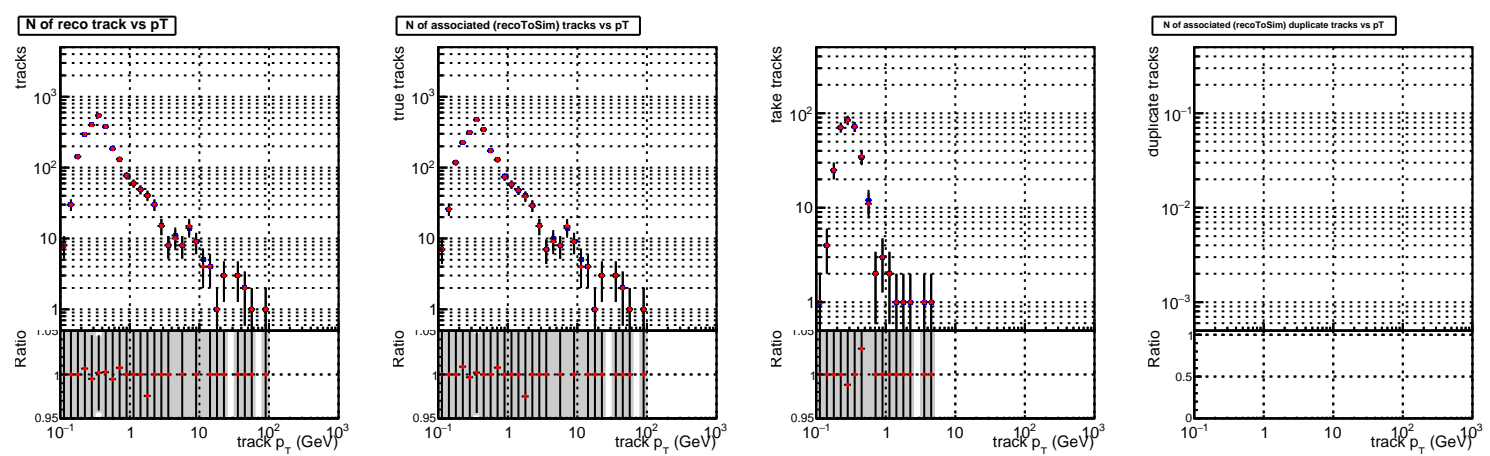 N of reco track vs pT
tracks
10³
10²
10
1
Ratio
1.05
1
0.95
10⁻¹ 1 10 10² 10³
track p_T (GeV)
N of associated (recoToSim) tracks vs pT
true tracks
10³
10²
10
1
Ratio
1.05
1
0.95
10⁻¹ 1 10 10² 10³
track p_T (GeV)
fake tracks
10²
10
1
Ratio
1.05
1
0.95
10⁻¹ 1 10 10² 10³
track p_T (GeV)
N of associated (recoToSim) duplicate tracks vs pT
duplicate tracks
10⁻¹
10⁻²
10⁻³
Ratio
1
0.5
0
10⁻¹ 1 10 10² 10³
track p_T (GeV)